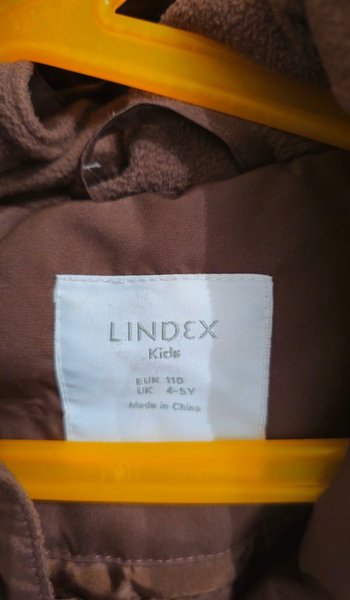 LINDEX
Kids
EUR 110
UK 4-5Y
Made in China